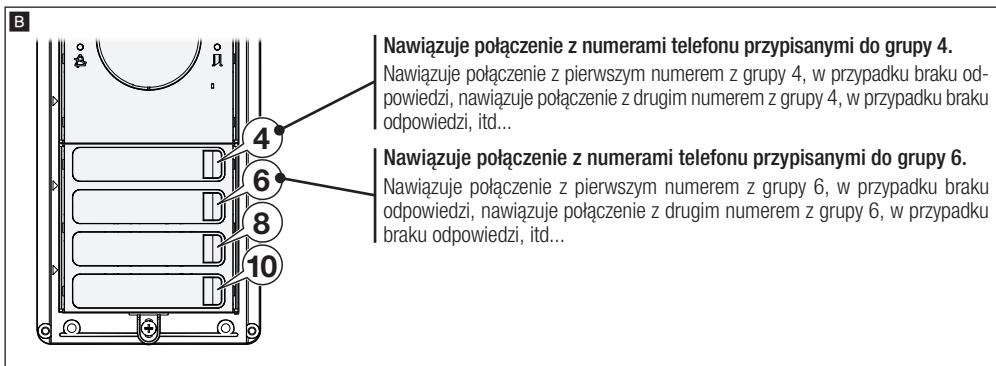 B
Nawiązuje połączenie z numerami telefonu przypisanymi do grupy 4.
Nawiązuje połączenie z pierwszym numerem z grupy 4, w przypadku braku od-
powiedzi, nawiązuje połączenie z drugim numerem z grupy 4, w przypadku braku
odpowiedzi, itd...
4
Nawiązuje połączenie z numerami telefonu przypisanymi do grupy 6.
Nawiązuje połączenie z pierwszym numerem z grupy 6, w przypadku braku
odpowiedzi, nawiązuje połączenie z drugim numerem z grupy 6, w przypadku
braku odpowiedzi, itd...
6
8
10